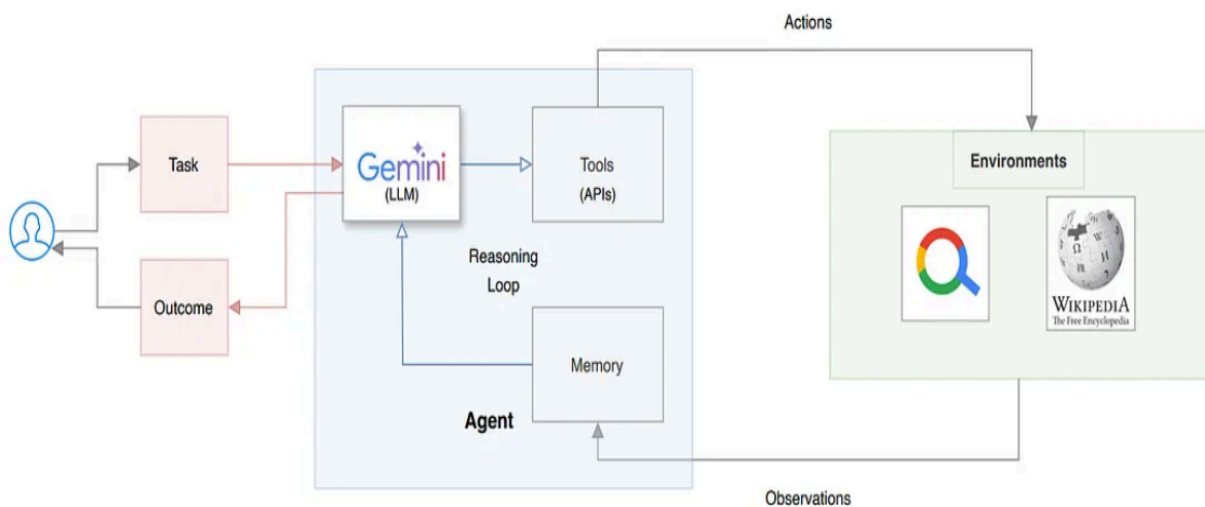 Actions
Task
Gemini
(LLM)
Tools
(APIs)
Environments
Reasoning
Loop
WIKIPEDIA
The Free Encyclopedia
Outcome
Memory
Agent
Observations